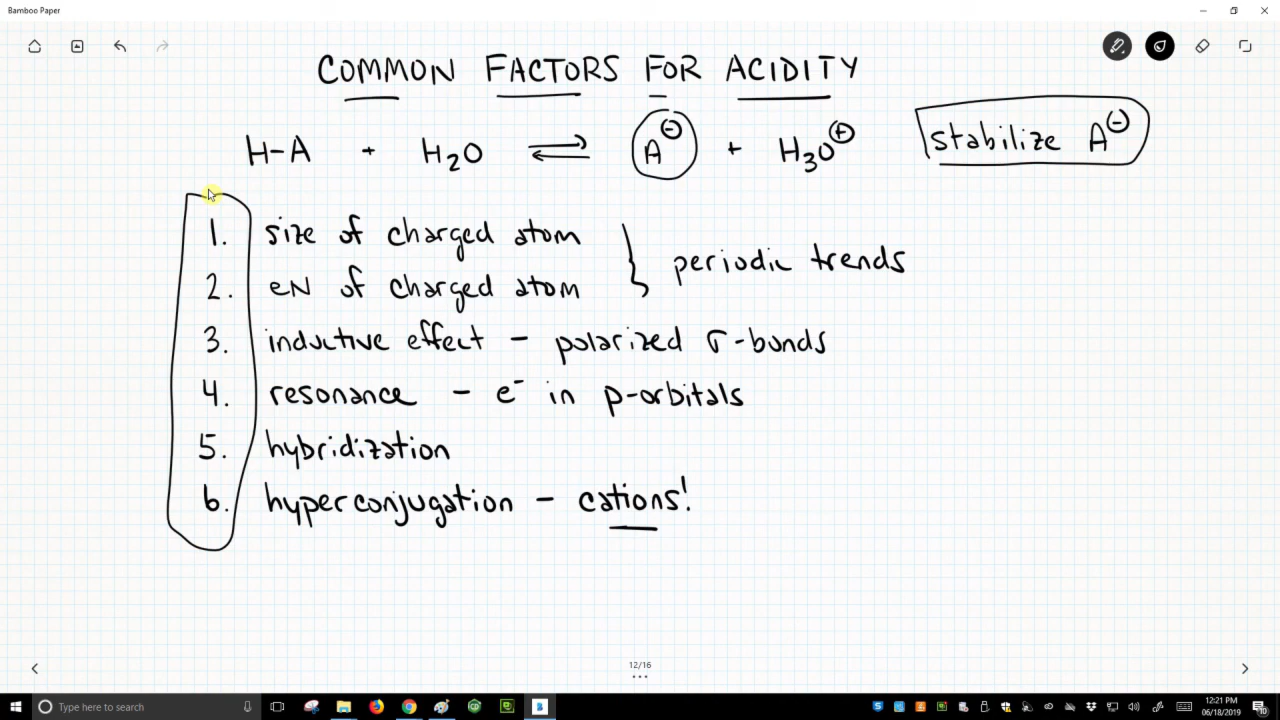 Bamboo Paper
COMMON FACTORS FOR ACIDITY
H-A + H₂O ⇌ A⊖ + H₃O⊕
stabilize A⊖
1. size of charged atom
2. eN of charged atom
} periodic trends
3. inductive effect - polarized σ-bonds
4. resonance - e⁻ in p-orbitals
5. hybridization
6. hyperconjugation - cations!
12/16
Type here to search
12:21 PM
06/18/2019